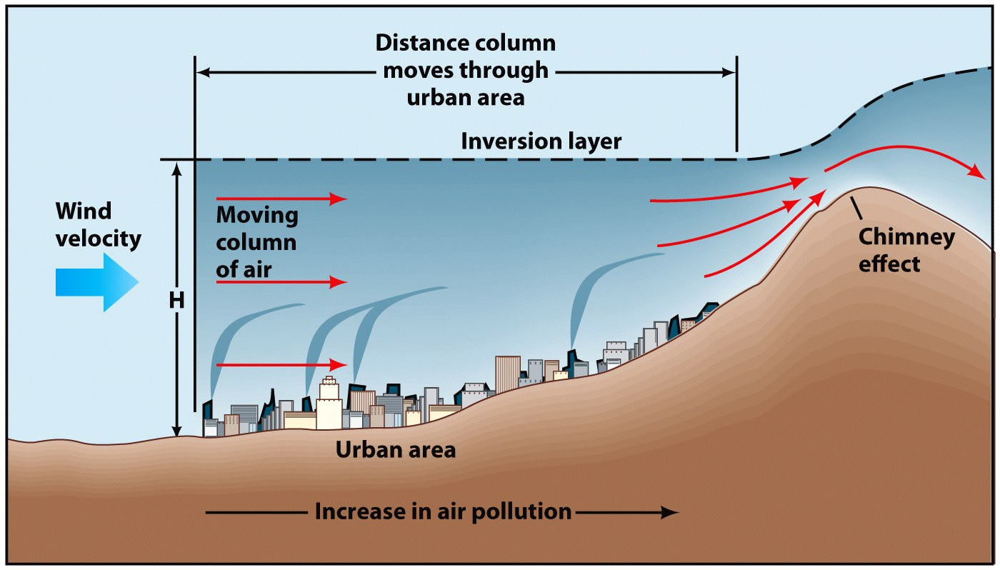 Distance column
moves through
urban area
Inversion layer
Wind
velocity
Moving
column
of air
H
Chimney
effect
Urban area
Increase in air pollution